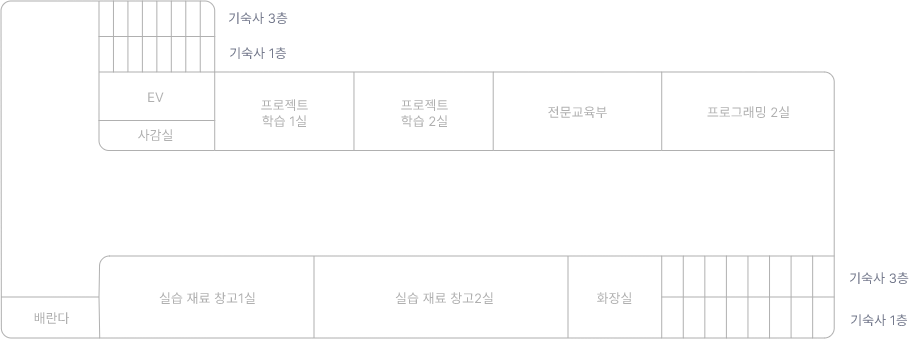 기숙사 3층
기숙사 1층
EV
사감실
프로젝트
학습 1실
프로젝트
학습 2실
전문교육부
프로그래밍 2실
실습 재료 창고1실
실습 재료 창고2실
화장실
기숙사 3층
배란다
기숙사 1층